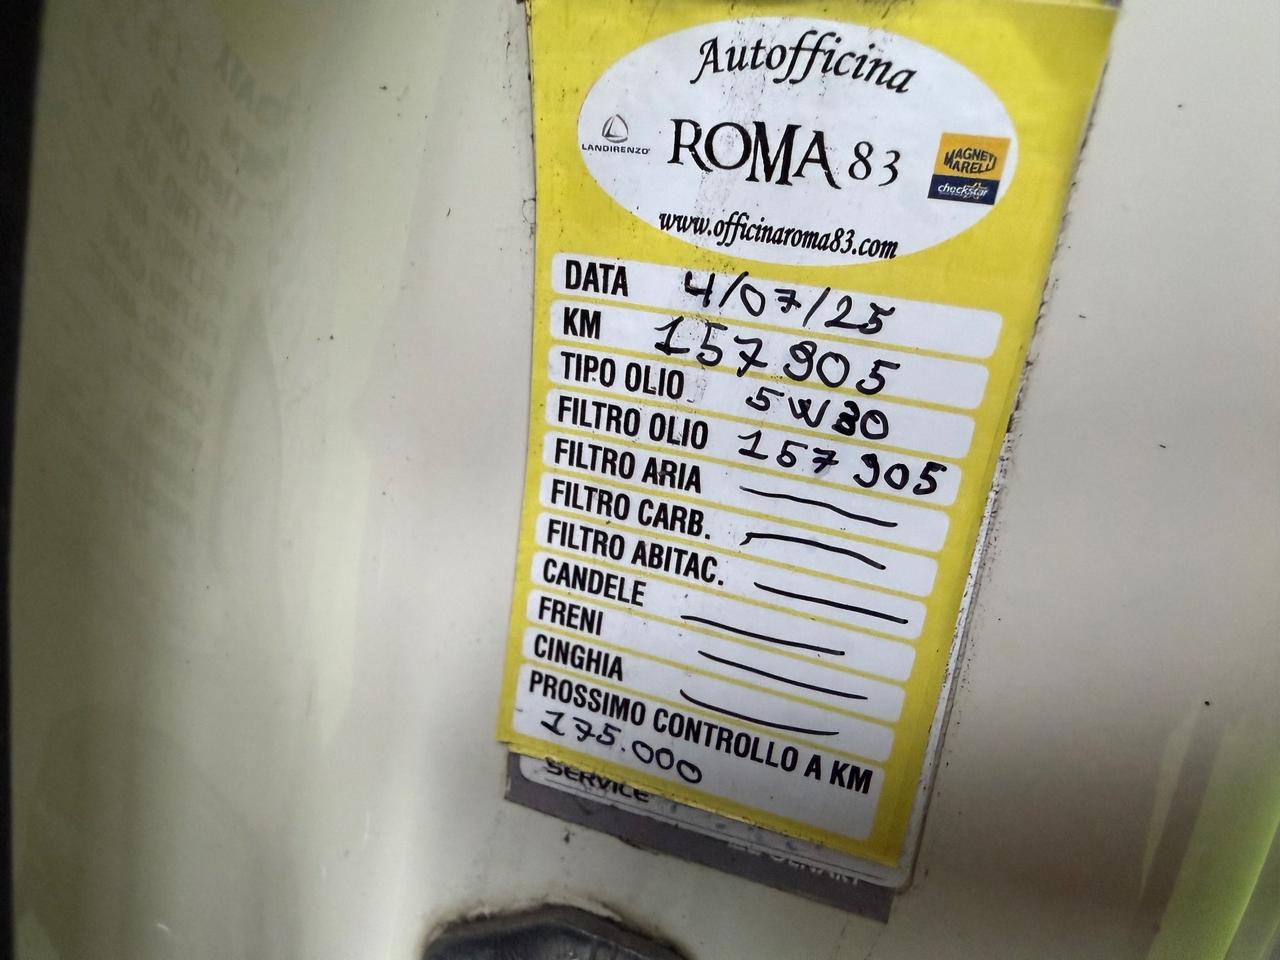 Autofficina
LANDIRENZO
ROMA 83
MAGNETI
MARELLI
checkstar
www.officinaroma83.com
DATA 4/07/25
KM 157905
TIPO OLIO 5W30
FILTRO OLIO 157905
FILTRO ARIA
FILTRO CARB.
FILTRO ABITAC.
CANDELE
FRENI
CINGHIA
PROSSIMO CONTROLLO A KM
175.000
SERVICE